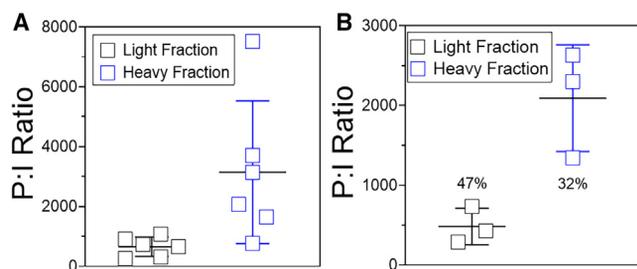 A
P:I Ratio
8000
6000
4000
2000
0
Light Fraction
Heavy Fraction
B
P:I Ratio
3000
2000
1000
0
Light Fraction
Heavy Fraction
47%
32%